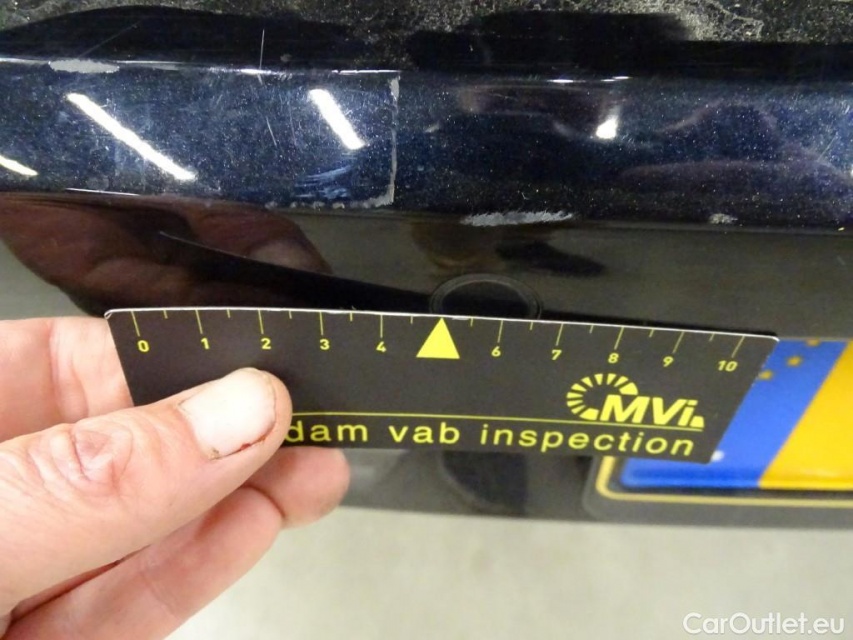 0 1 2 3 4 6 7 8 9 10
MVi.
dam vab inspection
CarOutlet.eu